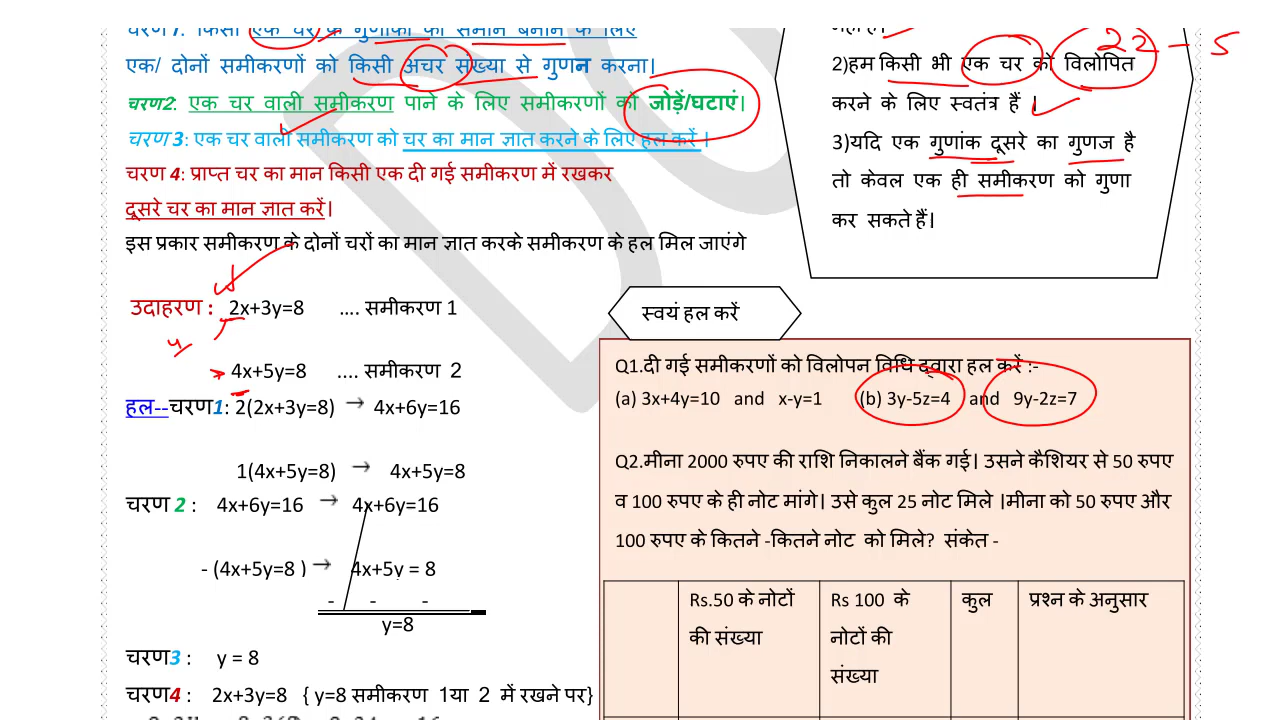 चरण 1: किसी एक चर के गुणांकों को समान बनाने के लिए
एक/ दोनों समीकरणों को किसी अचर संख्या से गुणन करना।
चरण2: एक चर वाली समीकरण पाने के लिए समीकरणों को जोड़ें/घटाएं।
चरण 3: एक चर वाली समीकरण को चर का मान ज्ञात करने के लिए हल करें ।
चरण 4: प्राप्त चर का मान किसी एक दी गई समीकरण में रखकर
दूसरे चर का मान ज्ञात करें।
इस प्रकार समीकरण के दोनों चरों का मान ज्ञात करके समीकरण के हल मिल जाएंगे
उदाहरण : 2x+3y=8 .... समीकरण 1
4
4x+5y=8 .... समीकरण 2
हल--चरण1: 2(2x+3y=8) → 4x+6y=16
1(4x+5y=8) → 4x+5y=8
चरण 2 : 4x+6y=16 → 4x+6y=16
- (4x+5y=8 ) → 4x+5y = 8
- - -
y=8
चरण3 : y = 8
चरण4 : 2x+3y=8 { y=8 समीकरण 1या 2 में रखने पर}
22-5
2)हम किसी भी एक चर को विलोपित
करने के लिए स्वतंत्र हैं ।
3)यदि एक गुणांक दूसरे का गुणज है
तो केवल एक ही समीकरण को गुणा
कर सकते हैं।
स्वयं हल करें
Q1.दी गई समीकरणों को विलोपन विधि द्वारा हल करें :-
(a) 3x+4y=10 and x-y=1 (b) 3y-5z=4 and 9y-2z=7
Q2.मीना 2000 रुपए की राशि निकालने बैंक गई। उसने कैशियर से 50 रुपए
व 100 रुपए के ही नोट मांगे। उसे कुल 25 नोट मिले ।मीना को 50 रुपए और
100 रुपए के कितने -कितने नोट को मिले? संकेत -
Rs.50 के नोटों की संख्या
Rs 100 के नोटों की संख्या
कुल
प्रश्न के अनुसार